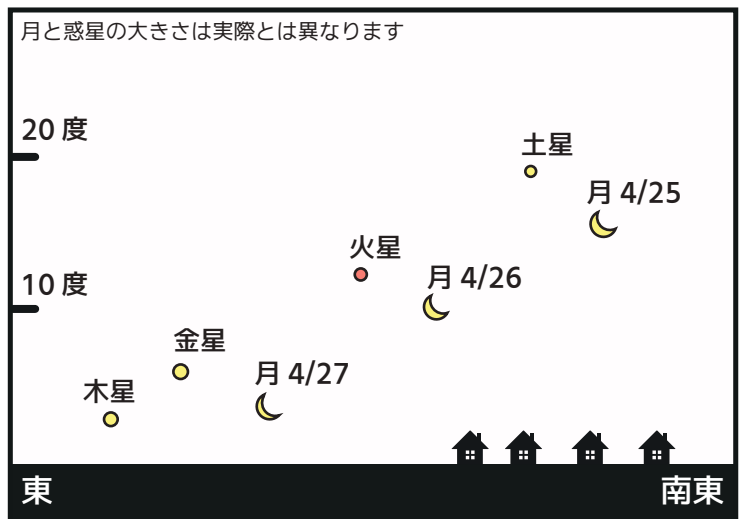 月と惑星の大きさは実際とは異なります
20 度
土星
月 4/25
火星
月 4/26
10 度
金星
月 4/27
木星
東
南東